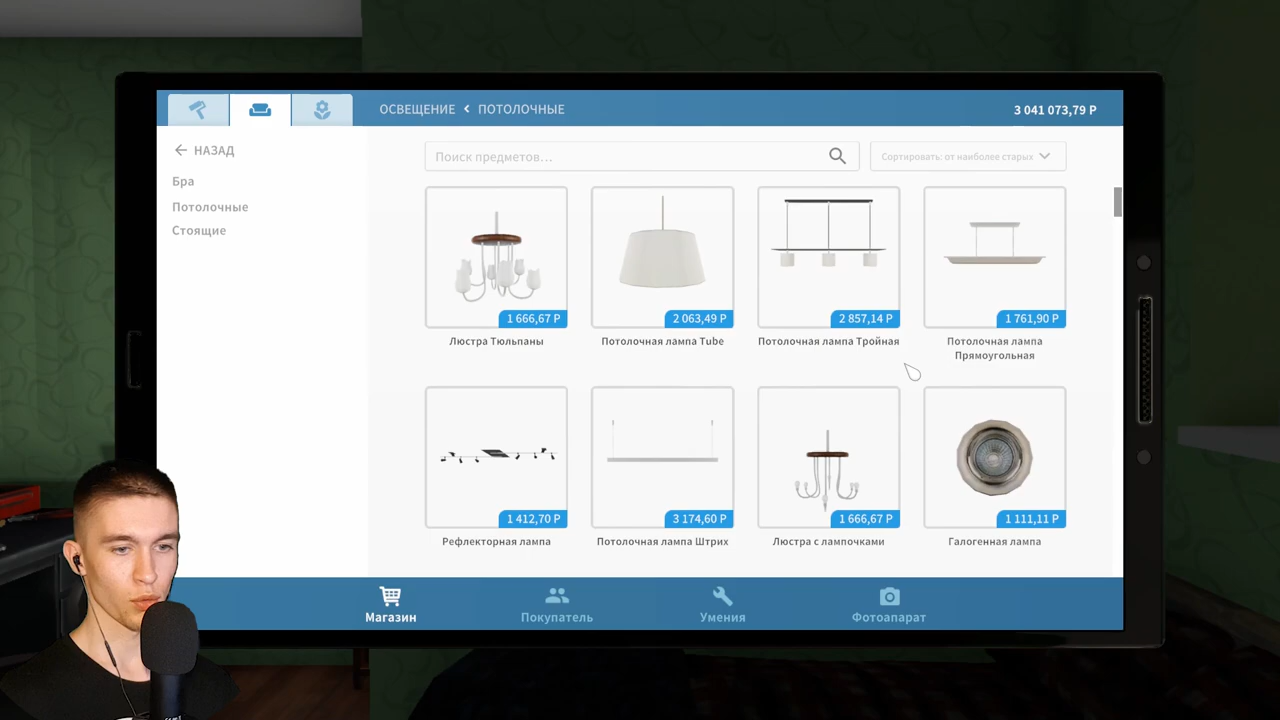 ОСВЕЩЕНИЕ < ПОТОЛОЧНЫЕ
3 041 073,79 Р
НАЗАД
Бра
Потолочные
Стоящие
Поиск предметов...
Сортировать: от наиболее старых
1 666,67 Р
2 063,49 Р
2 857,14 Р
1 761,90 Р
Люстра Тюльпаны
Потолочная лампа Tube
Потолочная лампа Тройная
Потолочная лампа
Прямоугольная
1 412,70 Р
3 174,60 Р
1 666,67 Р
1 111,11 Р
Рефлекторная лампа
Потолочная лампа Штрих
Люстра с лампочками
Галогенная лампа
Магазин
Покупатель
Умения
Фотоаппарат